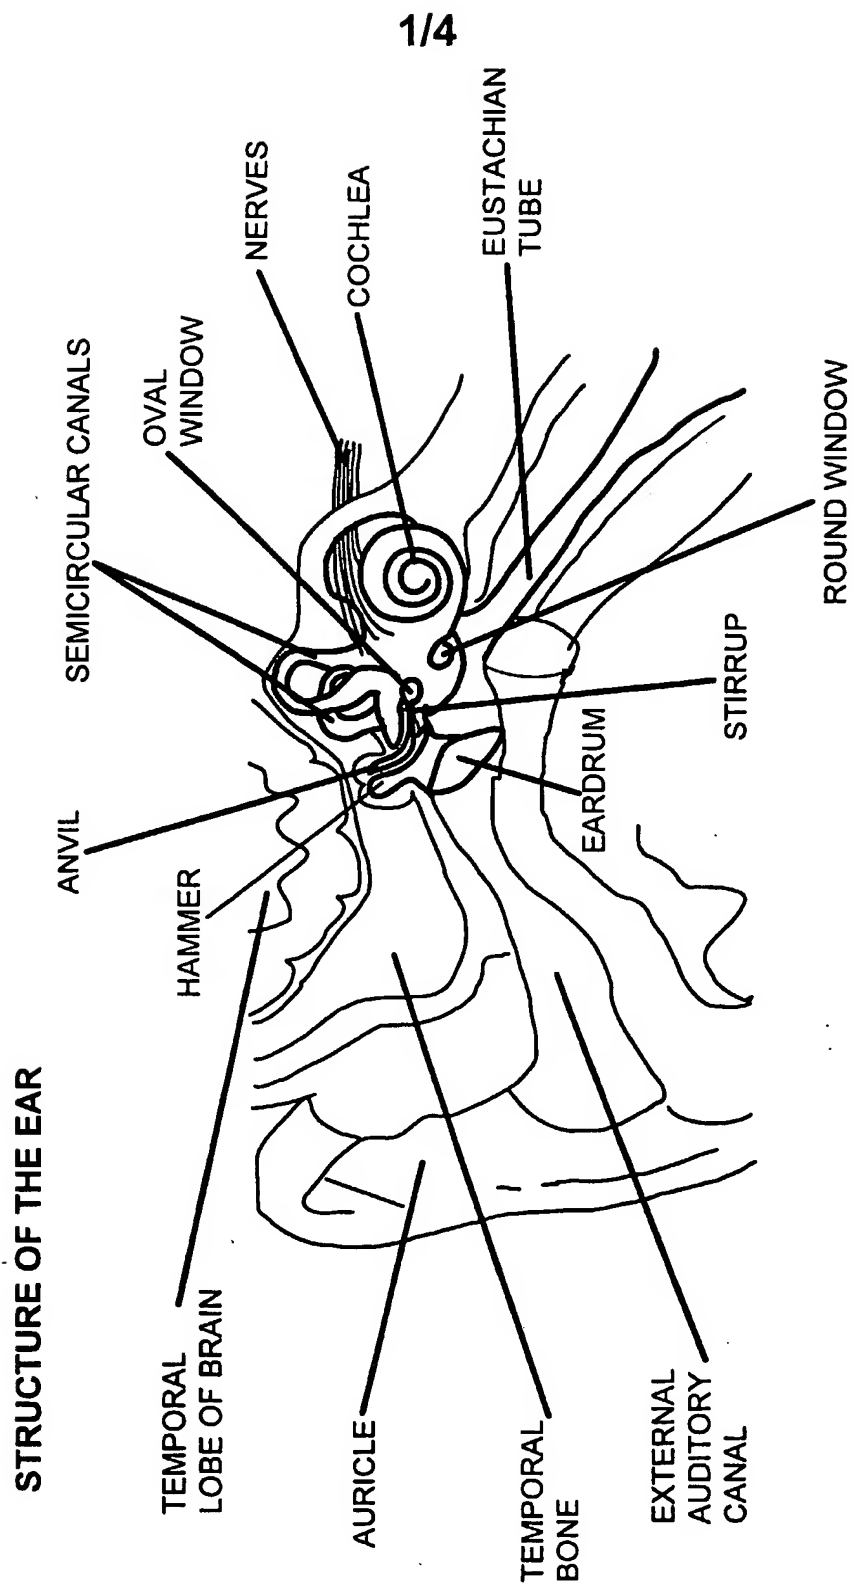 1/4
STRUCTURE OF THE EAR
SEMICIRCULAR CANALS
ANVIL
OVAL
WINDOW
NERVES
HAMMER
TEMPORAL
LOBE OF BRAIN
COCHLEA
AURICLE
EUSTACHIAN
TUBE
TEMPORAL
BONE
EARDRUM
STIRRUP
EXTERNAL
AUDITORY
CANAL
ROUND WINDOW